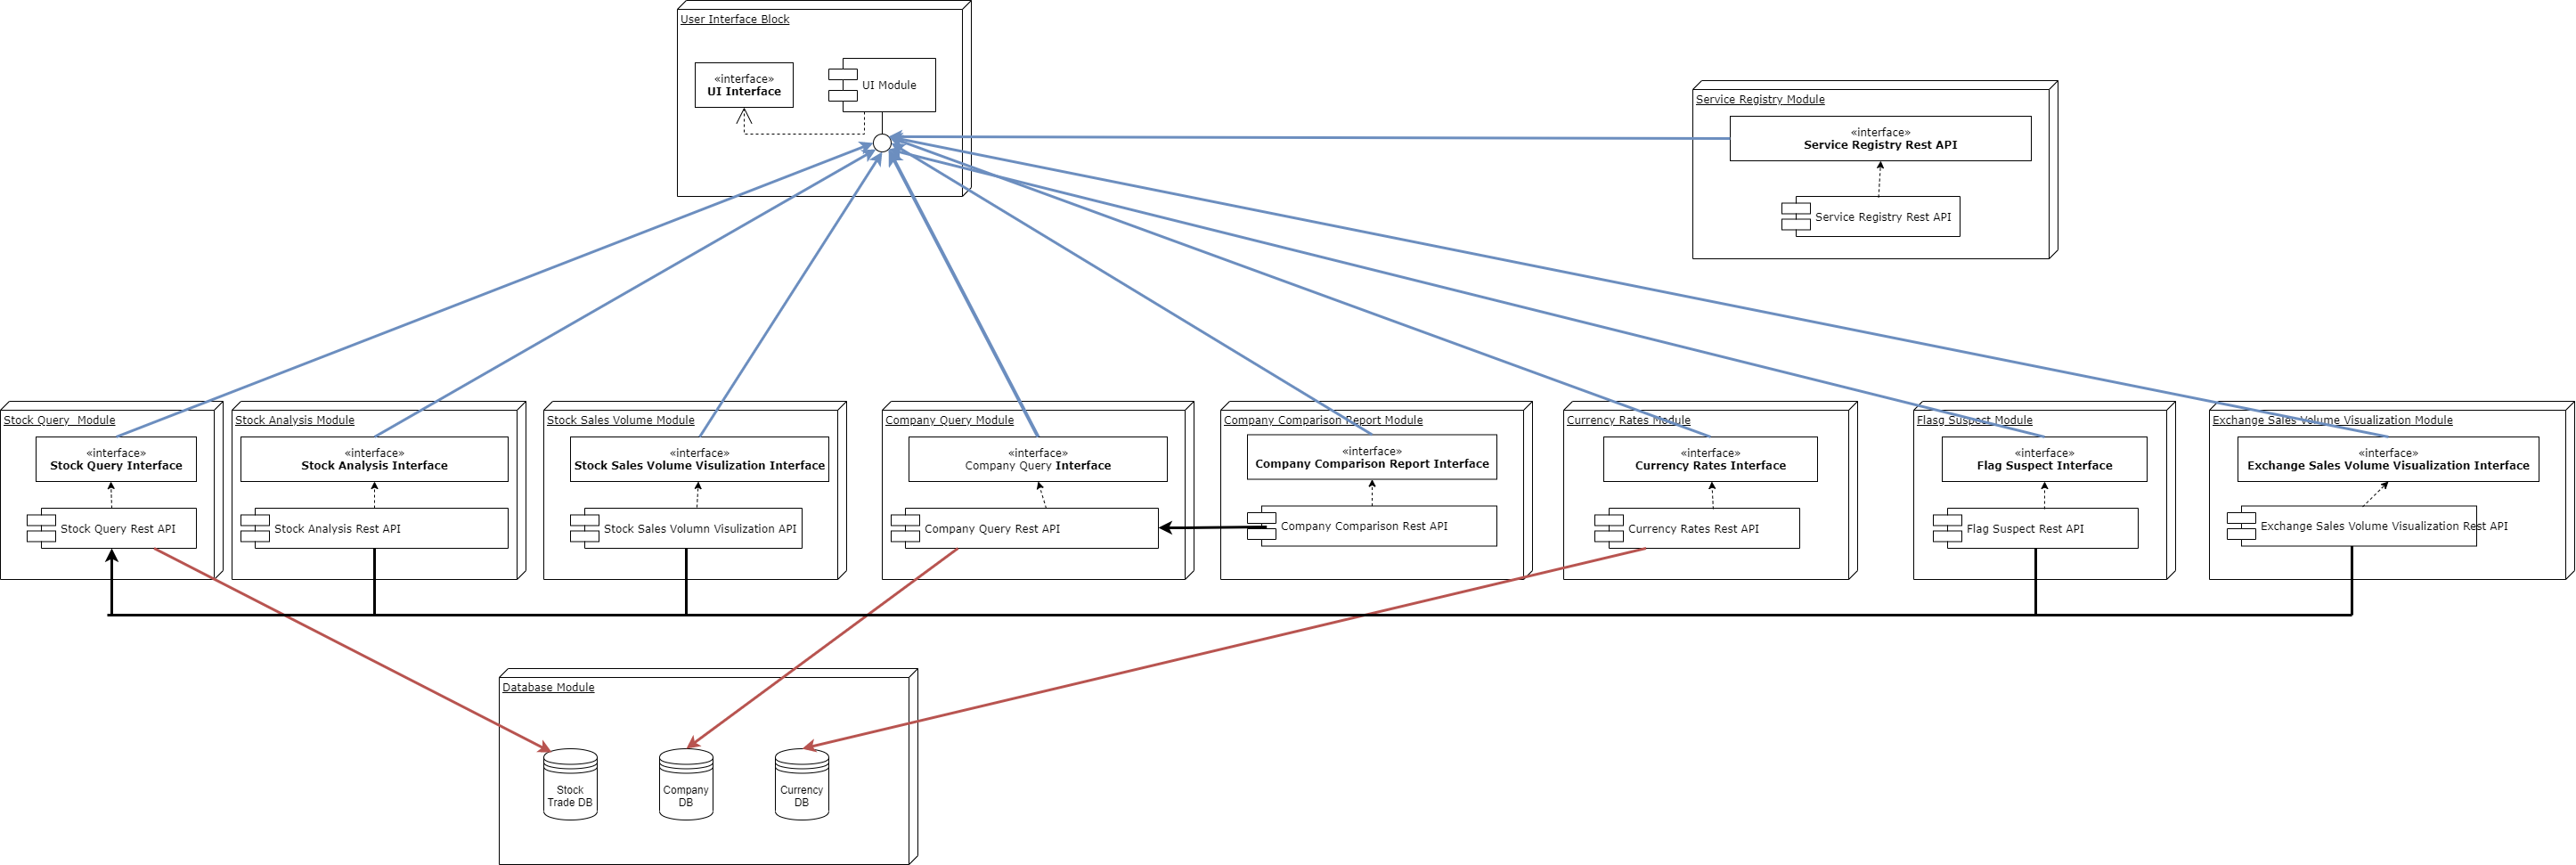 User Interface Block
«interface»
UI Interface
UI Module
Service Registry Module
«interface»
Service Registry Rest API
Service Registry Rest API
Stock Query  Module
«interface»
Stock Query Interface
Stock Query Rest API
Stock Analysis Module
«interface»
Stock Analysis Interface
Stock Analysis Rest API
Stock Sales Volume Module
«interface»
Stock Sales Volume Visulization Interface
Stock Sales Volumn Visulization API
Company Query Module
«interface»
Company Query Interface
Company Query Rest API
Company Comparison Report Module
«interface»
Company Comparison Report Interface
Company Comparison Rest API
Currency Rates Module
«interface»
Currency Rates Interface
Currency Rates Rest API
Flasg Suspect Module
«interface»
Flag Suspect Interface
Flag Suspect Rest API
Exchange Sales Volume Visualization Module
«interface»
Exchange Sales Volume Visualization Interface
Exchange Sales Volume Visualization Rest API
Database Module
Stock
Trade DB
Company
DB
Currency
DB